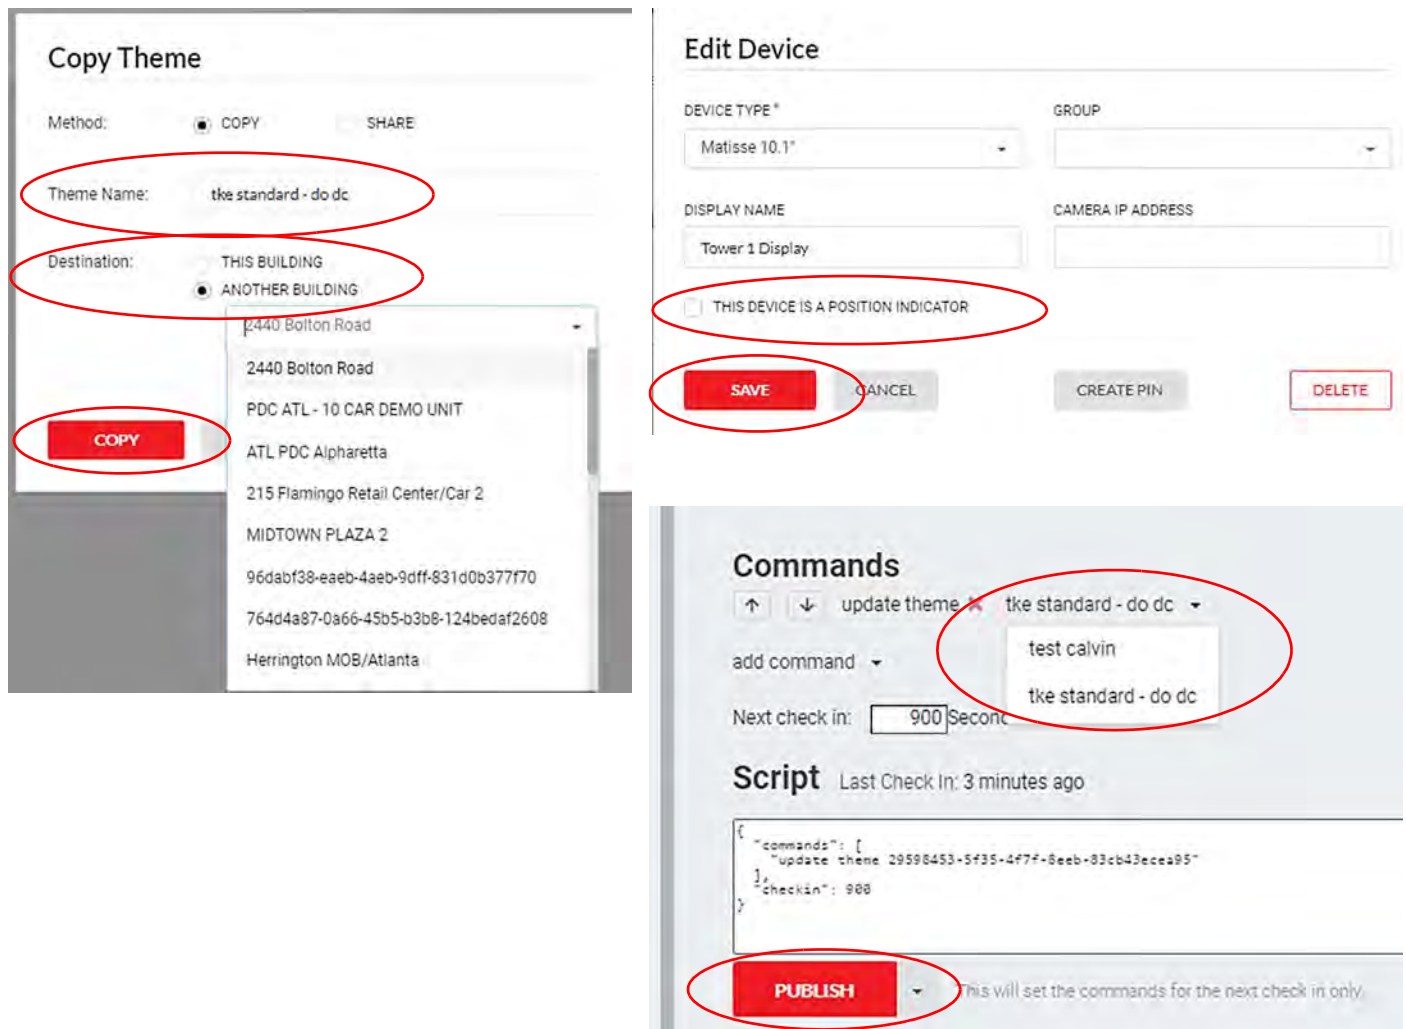 Copy Theme
Method: COPY SHARE
Theme Name: tke standard - do dc
Destination: THIS BUILDING
ANOTHER BUILDING
2440 Bolton Road
2440 Bolton Road
PDC ATL - 10 CAR DEMO UNIT
ATL PDC Alpharetta
215 Flamingo Retail Center/Car 2
MIDTOWN PLAZA 2
96dabf38-eaeb-4aeb-9dff-831d0b377f70
764d4a87-0a66-45b5-b3b8-124bedaf2608
Herrington MOB/Atlanta
COPY
Edit Device
DEVICE TYPE * GROUP
Matisse 10.1"
DISPLAY NAME CAMERA IP ADDRESS
Tower 1 Display
THIS DEVICE IS A POSITION INDICATOR
SAVE CANCEL CREATE PIN DELETE
Commands
update theme tke standard - do dc
test calvin
tke standard - do dc
add command
Next check in: 900 Second
Script Last Check In: 3 minutes ago
{
"commands": [
"update theme 29598453-5f35-4f7f-8eeb-83cb43ecea95"
],
"checkin": 900
}
PUBLISH This will set the commands for the next check in only.